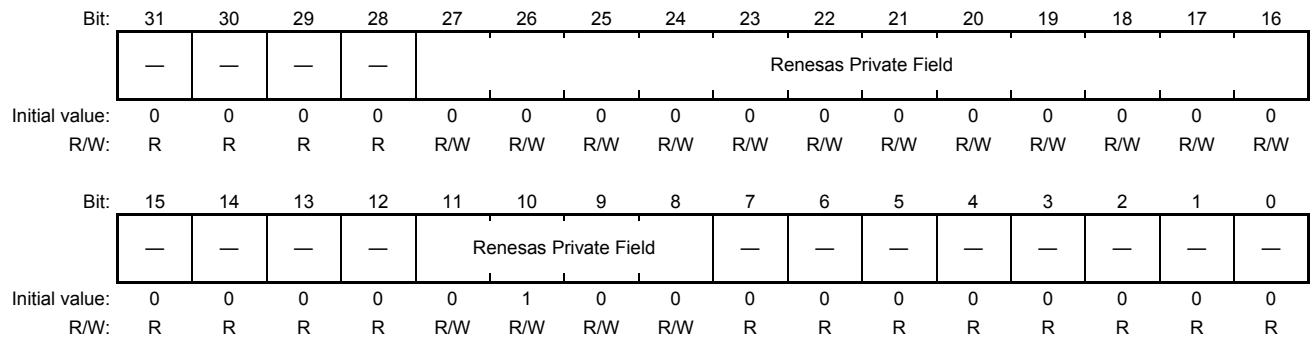 Bit: 31 30 29 28 27 26 25 24 23 22 21 20 19 18 17 16
— — — — Renesas Private Field
Initial value: 0 0 0 0 0 0 0 0 0 0 0 0 0 0 0 0
R/W: R R R R R/W R/W R/W R/W R/W R/W R/W R/W R/W R/W R/W R/W
Bit: 15 14 13 12 11 10 9 8 7 6 5 4 3 2 1 0
— — — — Renesas Private Field — — — — — — — —
Initial value: 0 0 0 0 0 1 0 0 0 0 0 0 0 0 0 0
R/W: R R R R R/W R/W R/W R/W R R R R R R R R